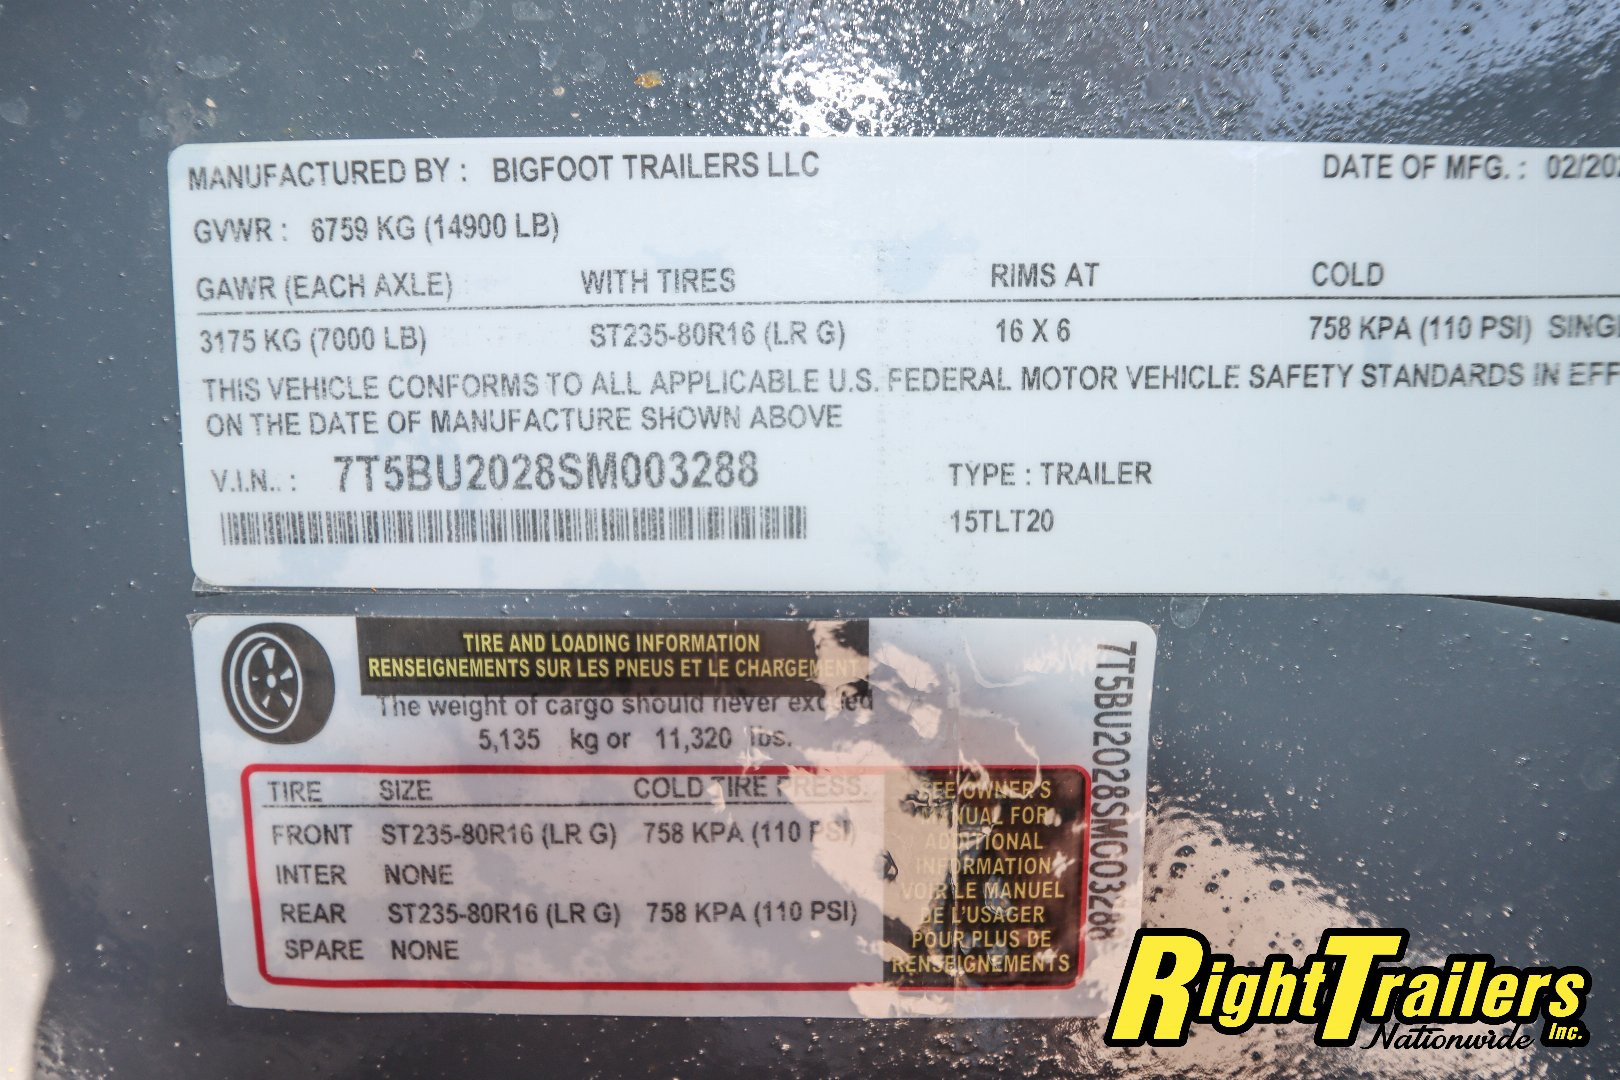 MANUFACTURED BY : BIGFOOT TRAILERS LLC DATE OF MFG. : 02/202
GVWR : 6759 KG (14900 LB)
GAWR (EACH AXLE) WITH TIRES RIMS AT COLD
3175 KG (7000 LB) ST235-80R16 (LR G) 16 X 6 758 KPA (110 PSI) SING
THIS VEHICLE CONFORMS TO ALL APPLICABLE U.S. FEDERAL MOTOR VEHICLE SAFETY STANDARDS IN EFF
ON THE DATE OF MANUFACTURE SHOWN ABOVE
V.I.N.. : 7T5BU2028SM003288 TYPE : TRAILER
15TLT20
TIRE AND LOADING INFORMATION
RENSEIGNEMENTS SUR LES PNEUS ET LE CHARGEMENT
The weight of cargo should never exceed
5,135 kg or 11,320 lbs.
TIRE SIZE COLD TIRE PRESS.
FRONT ST235-80R16 (LR G) 758 KPA (110 PSI)
INTER NONE
REAR ST235-80R16 (LR G) 758 KPA (110 PSI)
SPARE NONE
SEE OWNER'S
MANUAL FOR
ADDITIONAL
INFORMATION
VOIR LE MANUEL
DE L'USAGER
POUR PLUS DE
RENSEIGNEMENTS
7T5BU2028SM003288
RightTrailers
Nationwide Inc.